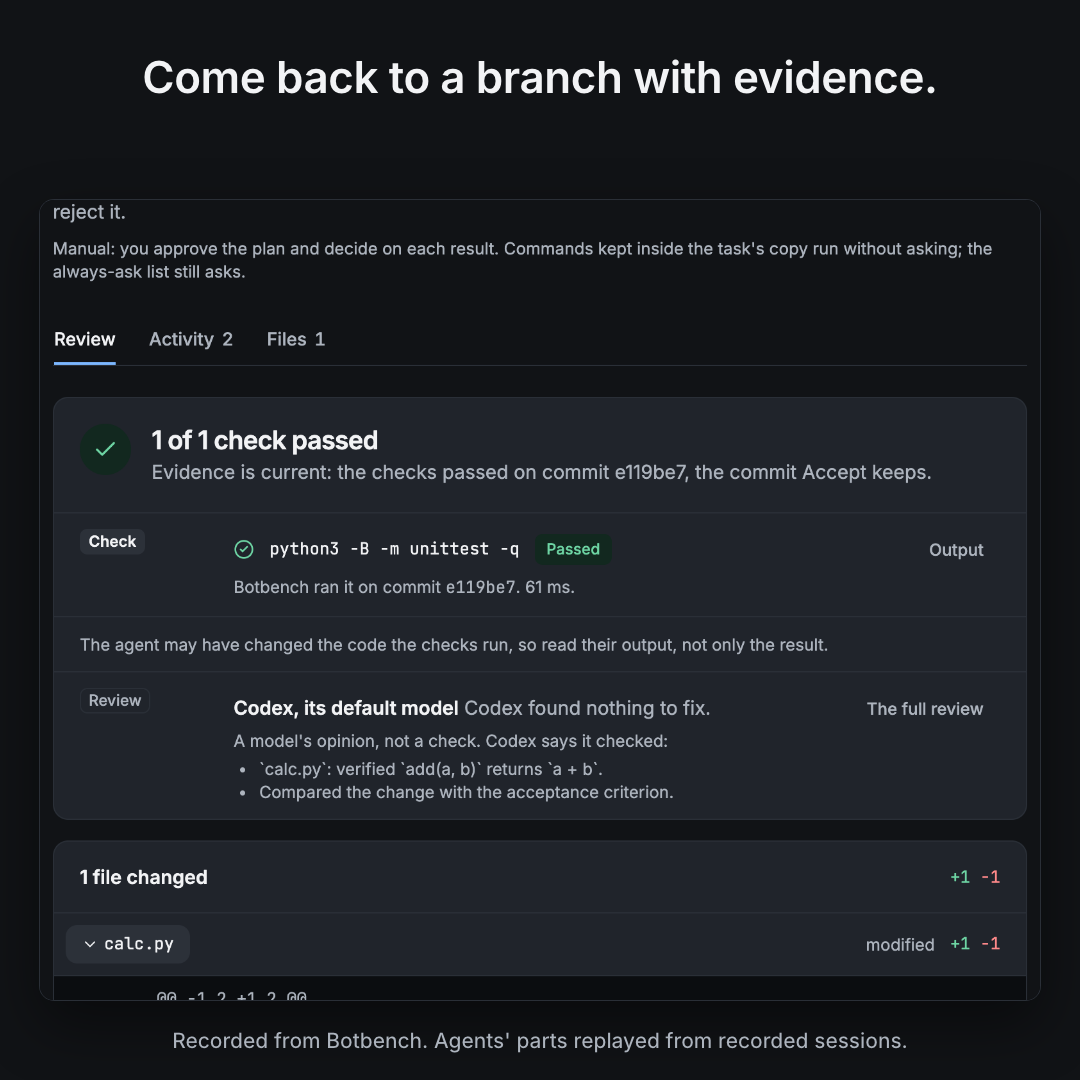 Come back to a branch with evidence.
reject it.
Manual: you approve the plan and decide on each result. Commands kept inside the task's copy run without asking; the
always-ask list still asks.
Review Activity 2 Files 1
1 of 1 check passed
Evidence is current: the checks passed on commit e119be7, the commit Accept keeps.
Check python3 -B -m unittest -q Passed Output
Botbench ran it on commit e119be7. 61 ms.
The agent may have changed the code the checks run, so read their output, not only the result.
Review Codex, its default model Codex found nothing to fix. The full review
A model's opinion, not a check. Codex says it checked:
• `calc.py`: verified `add(a, b)` returns `a + b`.
• Compared the change with the acceptance criterion.
1 file changed +1 -1
calc.py modified +1 -1
@@ -1,2 +1,2 @@
Recorded from Botbench. Agents' parts replayed from recorded sessions.